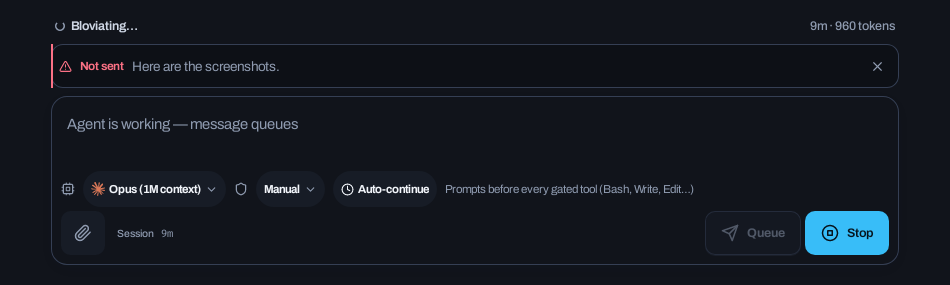 Bloviating... 9m · 960 tokens
Not sent Here are the screenshots.
Agent is working — message queues
Opus (1M context) Manual Auto-continue Prompts before every gated tool (Bash, Write, Edit...)
Session 9m Queue Stop